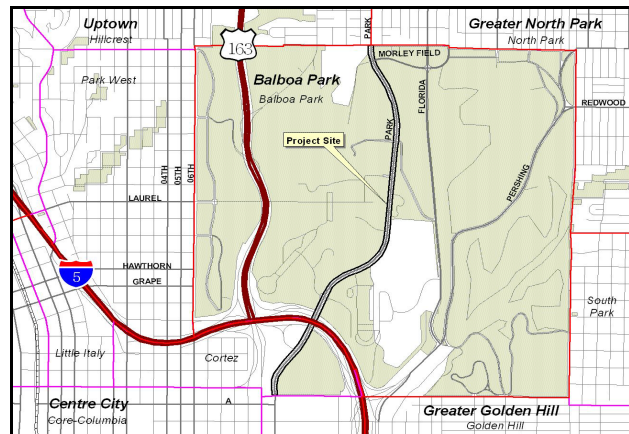 Uptown
Hillcrest
Park West
163
PARK
Greater North Park
North Park
MORLEY FIELD
Balboa Park
Balboa Park
REDWOOD
FLORIDA
PARK
Project Site
04TH
05TH
06TH
PERSHING
LAUREL
HAWTHORN
GRAPE
5
South
Park
Little Italy
Cortez
Centre City
Core-Columbia
A
Greater Golden Hill
Golden Hill